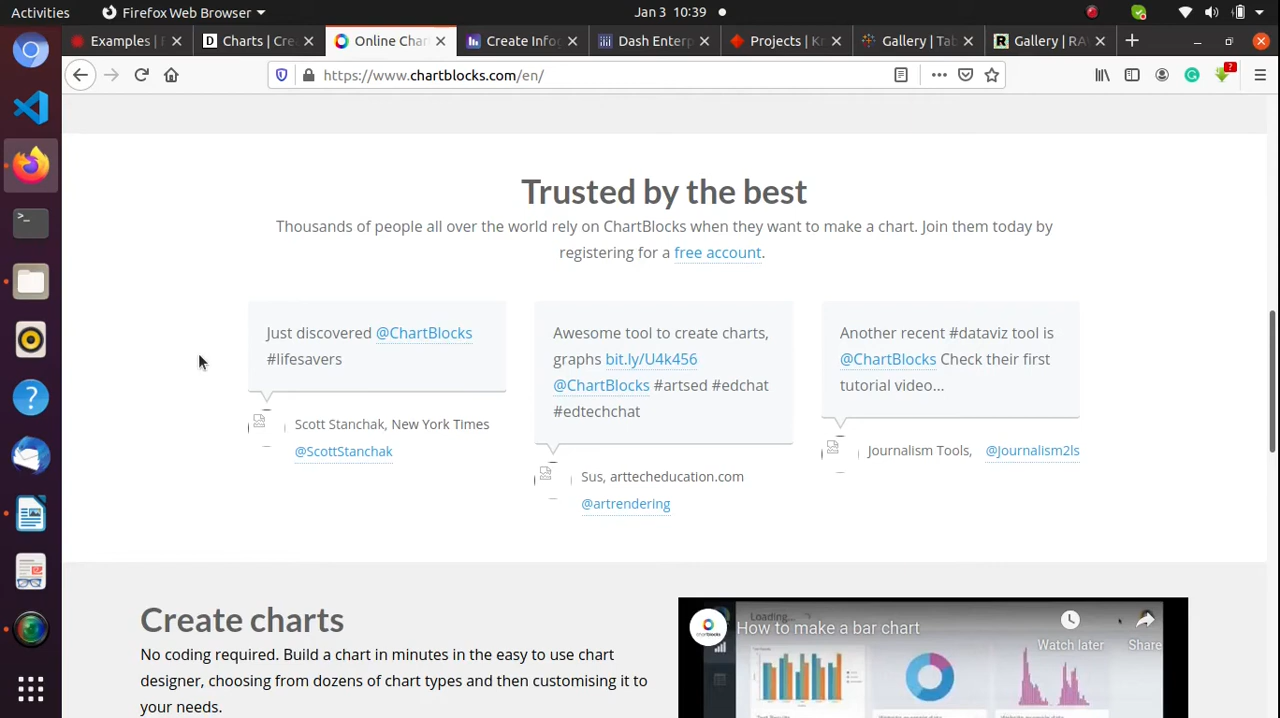 Activities
Firefox Web Browser
Jan 3 10:39
Examples | F
Charts | Cre
Online Char
Create Infog
Dash Enterp
Projects | Kn
Gallery | Tab
Gallery | RAW
https://www.chartblocks.com/en/
?
Trusted by the best
Thousands of people all over the world rely on ChartBlocks when they want to make a chart. Join them today by
registering for a free account.
Just discovered @ChartBlocks
#lifesavers
Scott Stanchak, New York Times
@ScottStanchak
Awesome tool to create charts,
graphs bit.ly/U4k456
@ChartBlocks #artsed #edchat
#edtechchat
Sus, arttecheducation.com
@artrendering
Another recent #dataviz tool is
@ChartBlocks Check their first
tutorial video...
Journalism Tools, @Journalism2ls
Create charts
No coding required. Build a chart in minutes in the easy to use chart
designer, choosing from dozens of chart types and then customising it to
your needs.
Loading...
How to make a bar chart
Watch later
Share